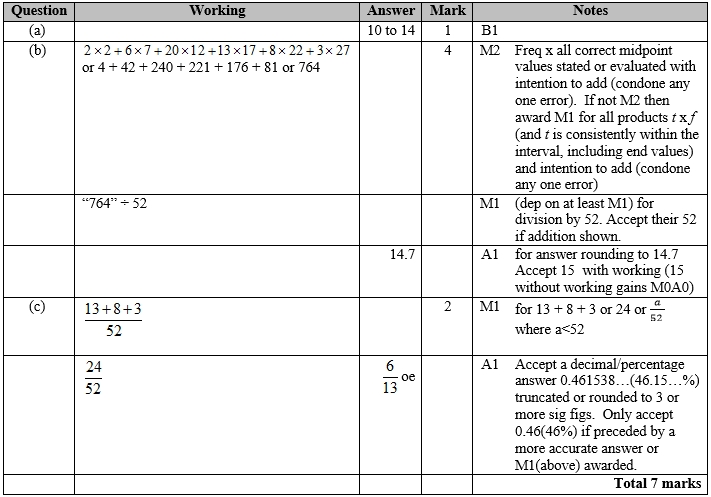 Question Working Answer Mark Notes
(a) 10 to 14 1 B1
(b) 2 × 2 + 6 × 7 + 20 × 12 + 13 × 17 + 8 × 22 + 3 × 27 4 M2 Freq x all correct midpoint
or 4 + 42 + 240 + 221 + 176 + 81 or 764 values stated or evaluated with
intention to add (condone any
one error). If not M2 then
award M1 for all products t x f
(and t is consistently within the
interval, including end values)
and intention to add (condone
any one error)
“764” ÷ 52 M1 (dep on at least M1) for
division by 52. Accept their 52
if addition shown.
14.7 A1 for answer rounding to 14.7
Accept 15 with working (15
without working gains M0A0)
(c) 13+8+3 2 M1 for 13 + 8 + 3 or 24 or a
52 52
where a<52
24 6 oe A1 Accept a decimal/percentage
52 13 answer 0.461538…(46.15…%)
truncated or rounded to 3 or
more sig figs. Only accept
0.46(46%) if preceded by a
more accurate answer or
M1(above) awarded.
Total 7 marks